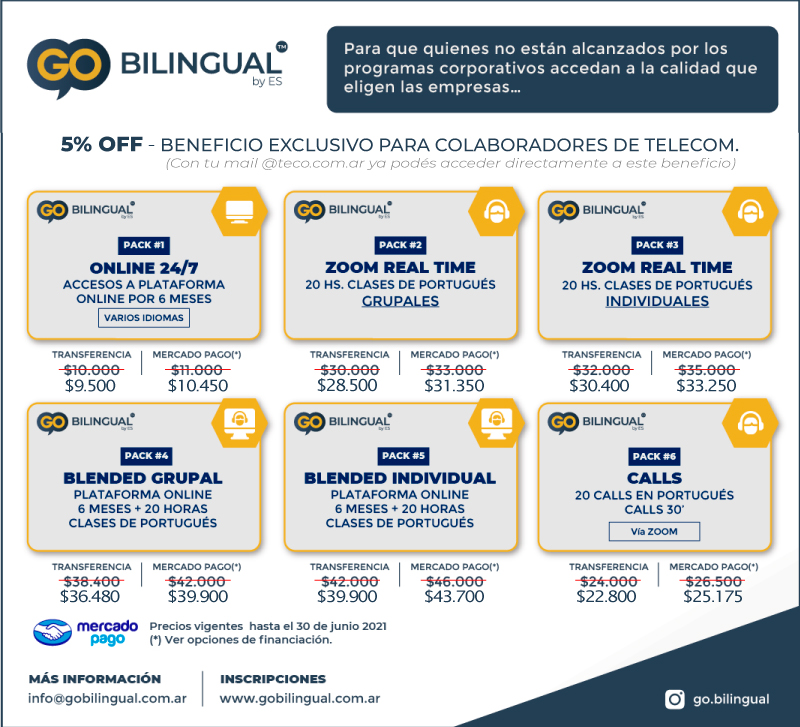 GO BILINGUAL™
by ES
Para que quienes no están alcanzados por los
programas corporativos accedan a la calidad que
eligen las empresas...
5% OFF - BENEFICIO EXCLUSIVO PARA COLABORADORES DE TELECOM.
(Con tu mail @teco.com.ar ya podés acceder directamente a este beneficio)
GO BILINGUAL
by ES
PACK #1
ONLINE 24/7
ACCESOS A PLATAFORMA
ONLINE POR 6 MESES
VARIOS IDIOMAS
TRANSFERENCIA
$10.000
$9.500
MERCADO PAGO(*)
$11.000
$10.450
GO BILINGUAL
by ES
PACK #2
ZOOM REAL TIME
20 HS. CLASES DE PORTUGUÉS
GRUPALES
TRANSFERENCIA
$30.000
$28.500
MERCADO PAGO(*)
$33.000
$31.350
GO BILINGUAL
by ES
PACK #3
ZOOM REAL TIME
20 HS. CLASES DE PORTUGUÉS
INDIVIDUALES
TRANSFERENCIA
$32.000
$30.400
MERCADO PAGO(*)
$35.000
$33.250
GO BILINGUAL
by ES
PACK #4
BLENDED GRUPAL
PLATAFORMA ONLINE
6 MESES + 20 HORAS
CLASES DE PORTUGUÉS
TRANSFERENCIA
$38.400
$36.480
MERCADO PAGO(*)
$42.000
$39.900
GO BILINGUAL
by ES
PACK #5
BLENDED INDIVIDUAL
PLATAFORMA ONLINE
6 MESES + 20 HORAS
CLASES DE PORTUGUÉS
TRANSFERENCIA
$42.000
$39.900
MERCADO PAGO(*)
$46.000
$43.700
GO BILINGUAL
by ES
PACK #6
CALLS
20 CALLS EN PORTUGUÉS
CALLS 30'
Vía ZOOM
TRANSFERENCIA
$24.000
$22.800
MERCADO PAGO(*)
$26.500
$25.175
mercado
pago
Precios vigentes hasta el 30 de junio 2021
(*) Ver opciones de financiación.
MÁS INFORMACIÓN
info@gobilingual.com.ar
INSCRIPCIONES
www.gobilingual.com.ar
go.bilingual